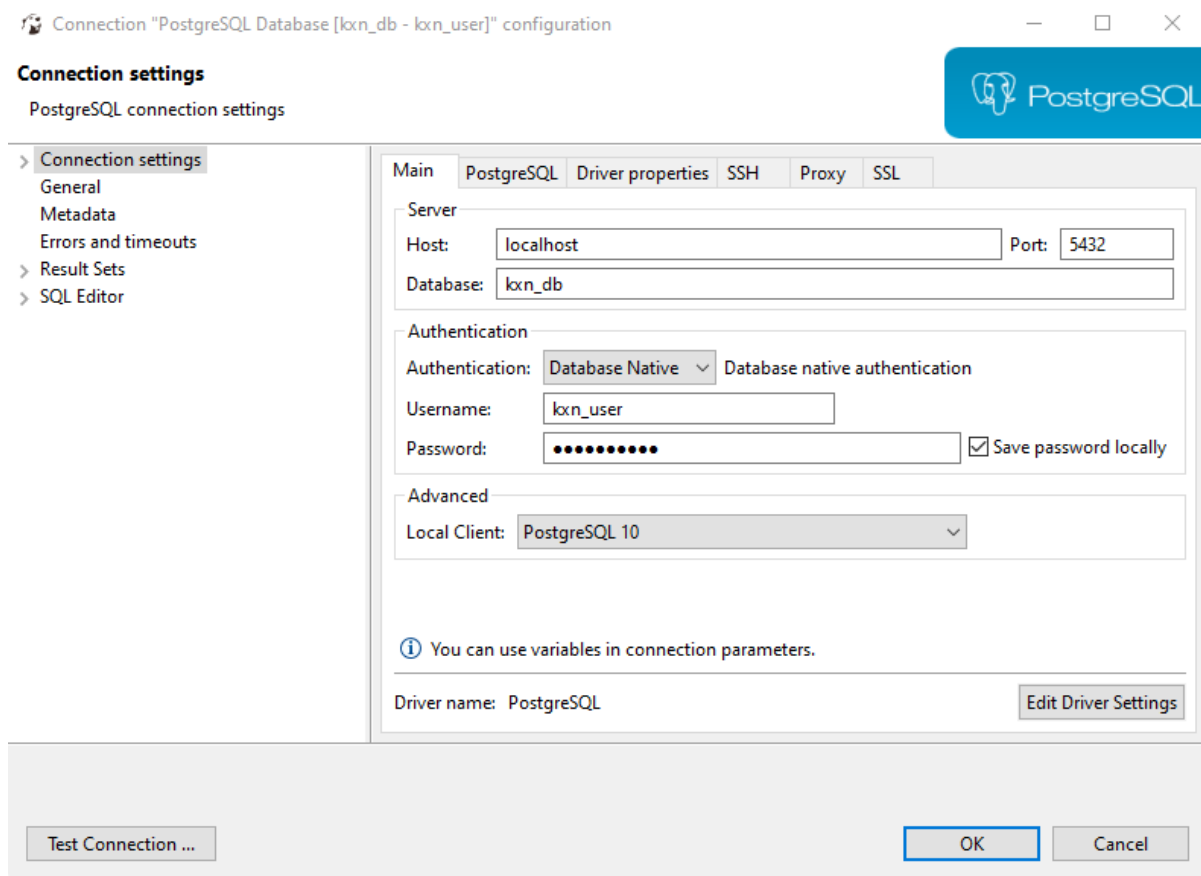 Connection "PostgreSQL Database [kxn_db - kxn_user]" configuration
Connection settings
PostgreSQL connection settings
PostgreSQL
Connection settings
General
Metadata
Errors and timeouts
Result Sets
SQL Editor
Main PostgreSQL Driver properties SSH Proxy SSL
Server
Host: localhost Port: 5432
Database: kxn_db
Authentication
Authentication: Database Native Database native authentication
Username: kxn_user
Password: •••••••••• Save password locally
Advanced
Local Client: PostgreSQL 10
You can use variables in connection parameters.
Driver name: PostgreSQL Edit Driver Settings
Test Connection ... OK Cancel